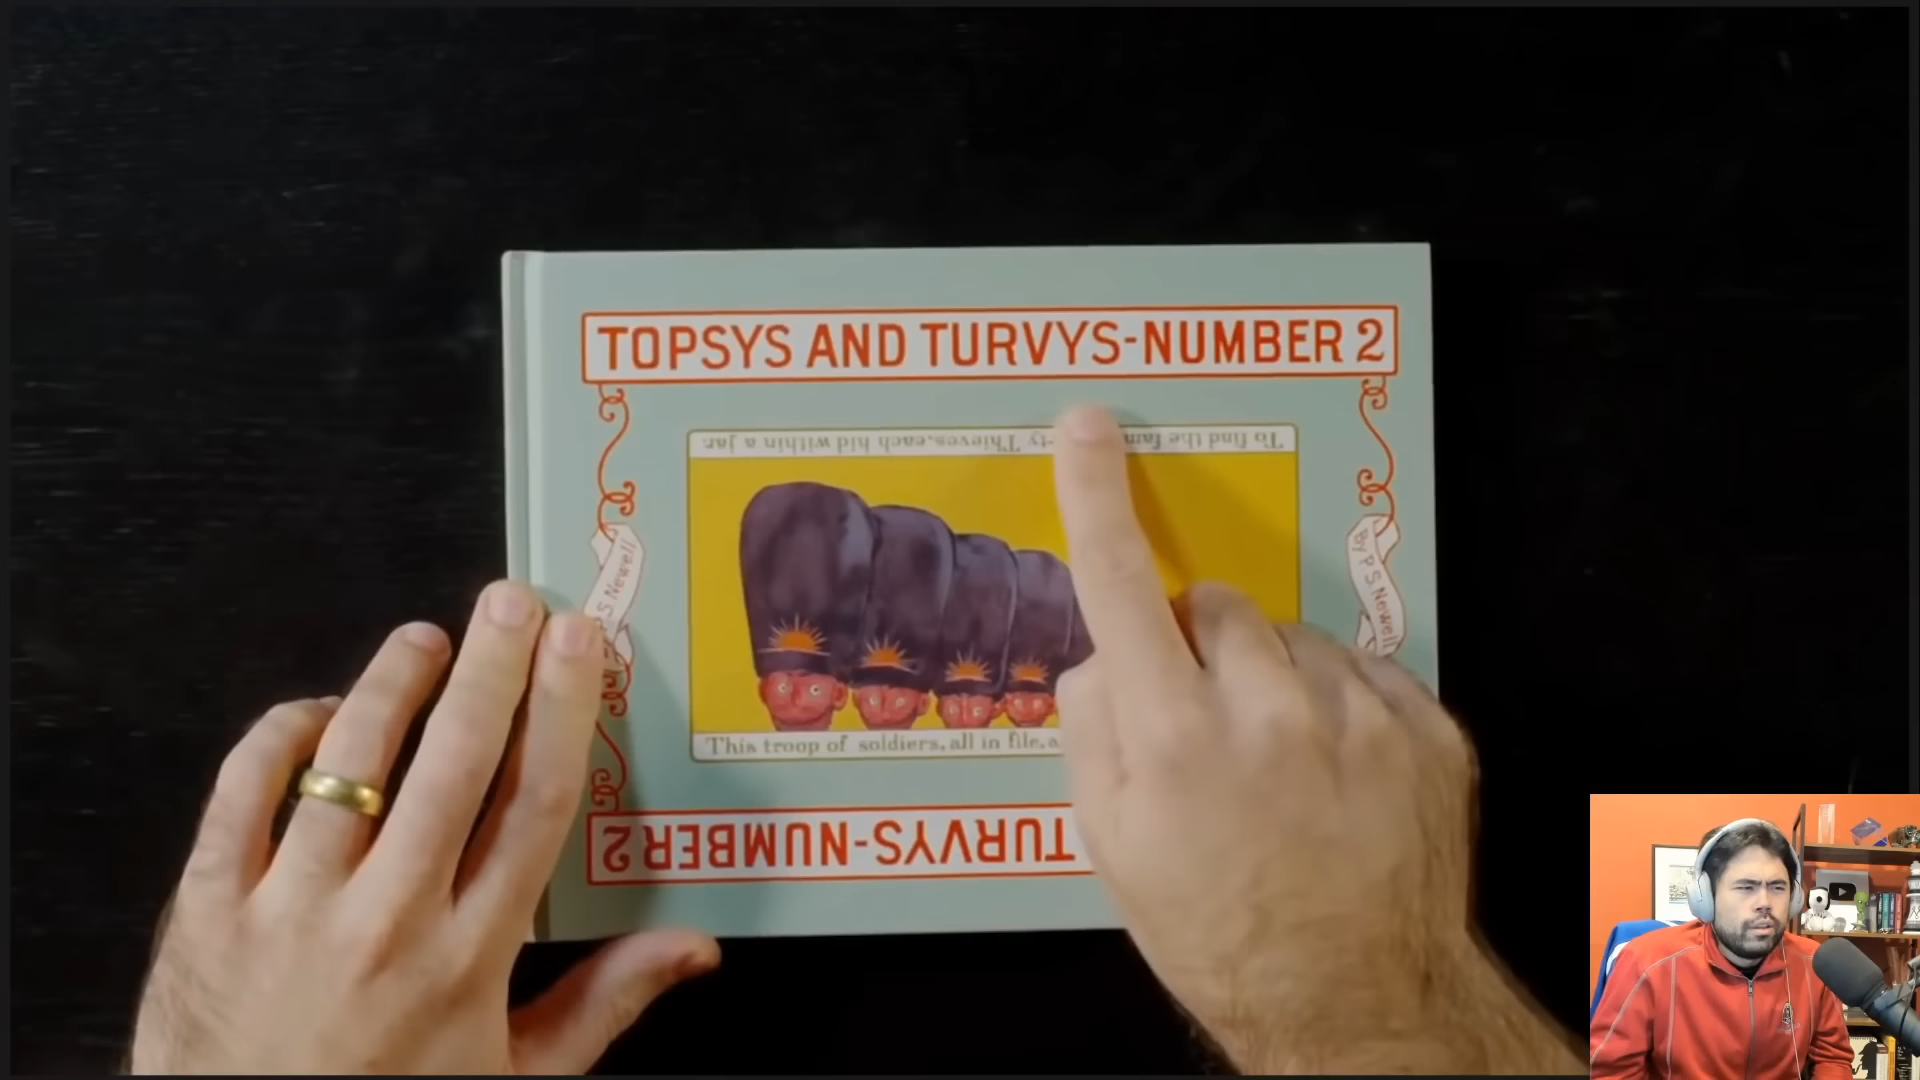 TOPSYS AND TURVYS-NUMBER 2
To find the fam ty Thieves, each hid within a jar.
S. Newell
By P. S. Newell
This troop of soldiers, all in file, a
TURVYS-NUMBER 2